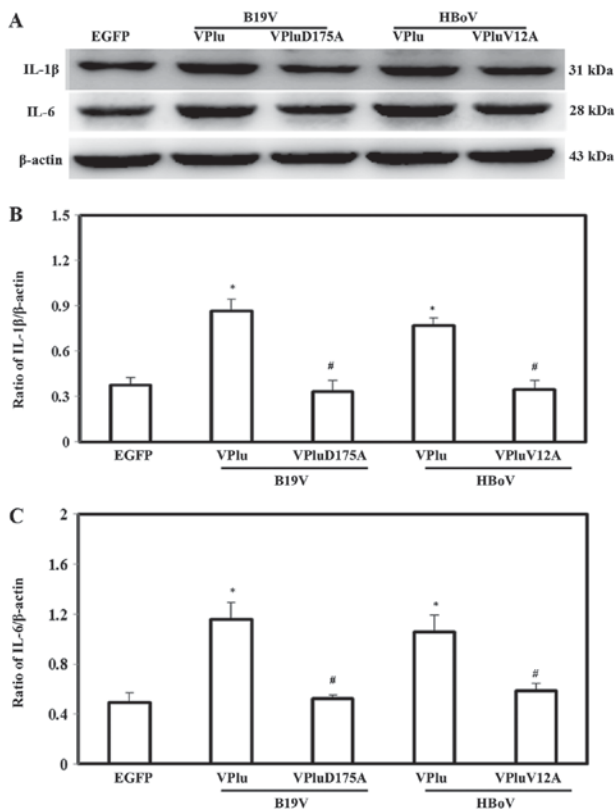 A
B19V
HBoV
EGFP VPlu VPluD175A VPlu VPluV12A
IL-1β 31 kDa
IL-6 28 kDa
β-actin 43 kDa
B
Ratio of IL-1β/β-actin
1.5
1.2
0.9
0.6
0.3
0
*
#
*
#
EGFP VPlu VPluD175A VPlu VPluV12A
B19V HBoV
C
Ratio of IL-6/β-actin
2
1.6
1.2
0.8
0.4
0
*
#
*
#
EGFP VPlu VPluD175A VPlu VPluV12A
B19V HBoV